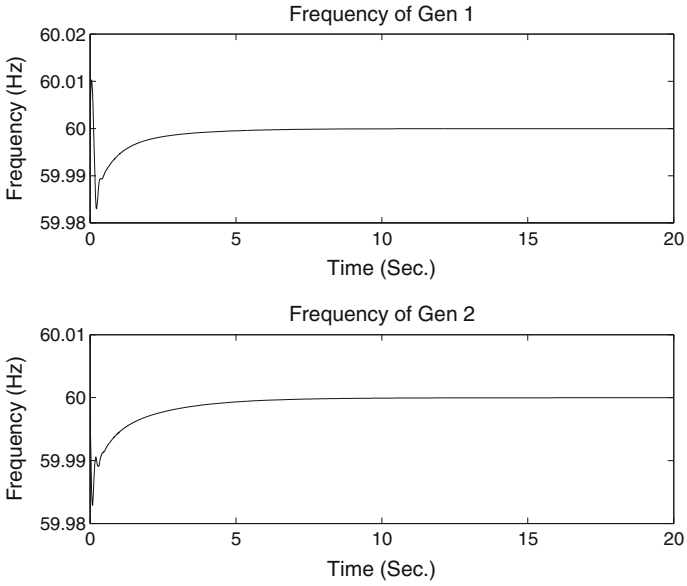 Frequency of Gen 1
60.02
60.01
60
59.99
59.98
Frequency (Hz)
0 5 10 15 20
Time (Sec.)
Frequency of Gen 2
60.01
60
59.99
59.98
Frequency (Hz)
0 5 10 15 20
Time (Sec.)